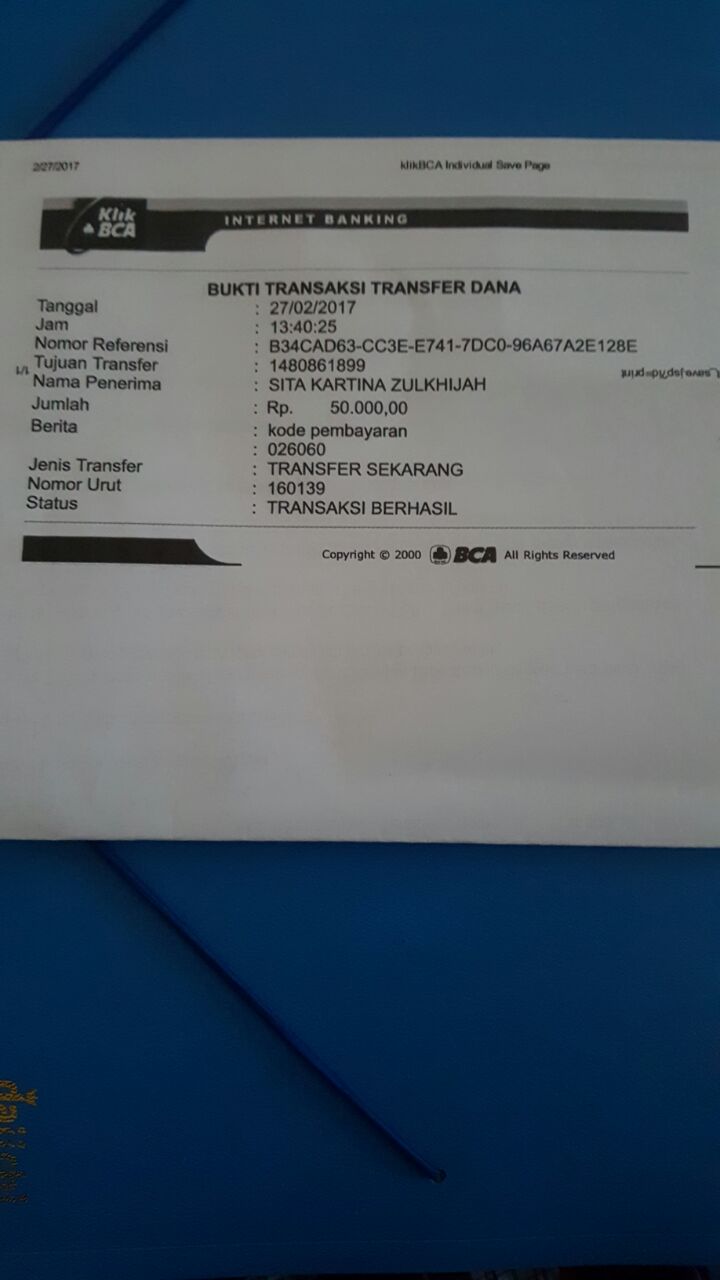 2/27/2017 klikBCA Individual Save Page
Klik
BCA
INTERNET BANKING
BUKTI TRANSAKSI TRANSFER DANA
Tanggal : 27/02/2017
Jam : 13:40:25
Nomor Referensi : B34CAD63-CC3E-E741-7DC0-96A67A2E128E
Tujuan Transfer : 1480861899
Nama Penerima : SITA KARTINA ZULKHIJAH
Jumlah : Rp. 50.000,00
Berita : kode pembayaran
: 026060
Jenis Transfer : TRANSFER SEKARANG
Nomor Urut : 160139
Status : TRANSAKSI BERHASIL
Copyright © 2000 BCA All Rights Reserved
1/1